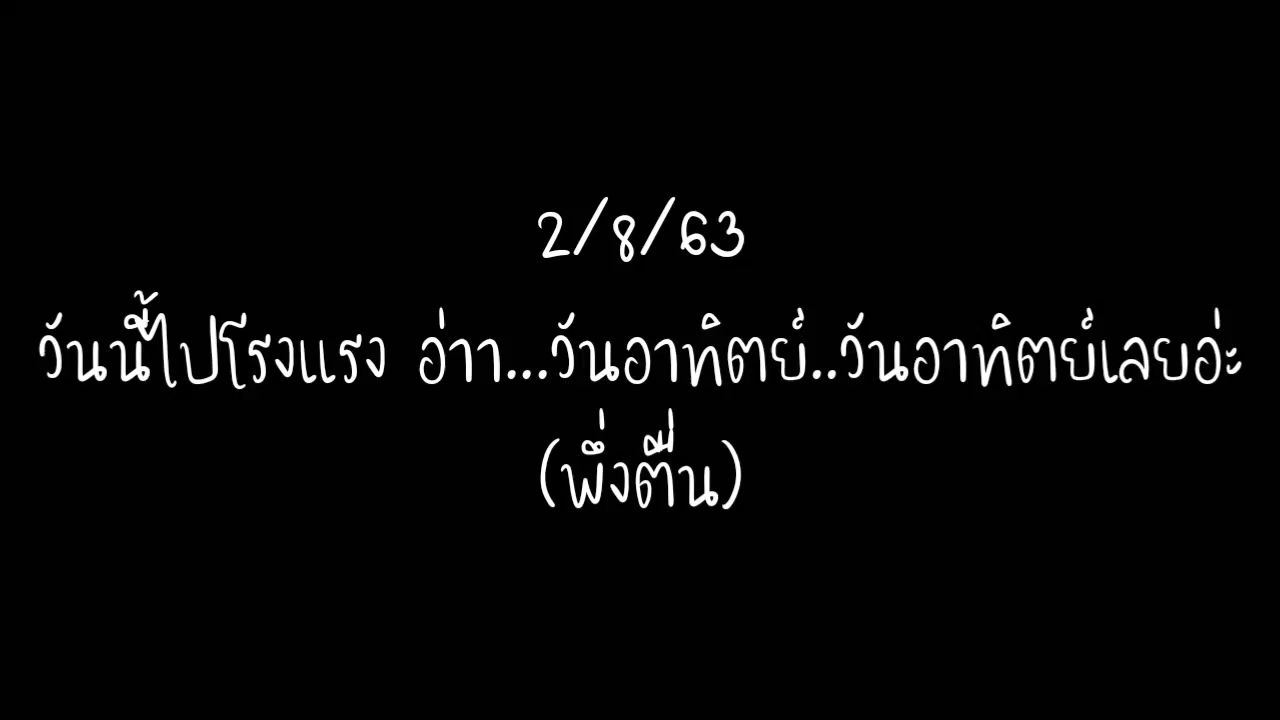 2/8/63
วันนี้ไปโรงแรง อ่าา...วันอาทิตย์..วันอาทิตย์เลยอ่ะ
(พึ่งตื่น)